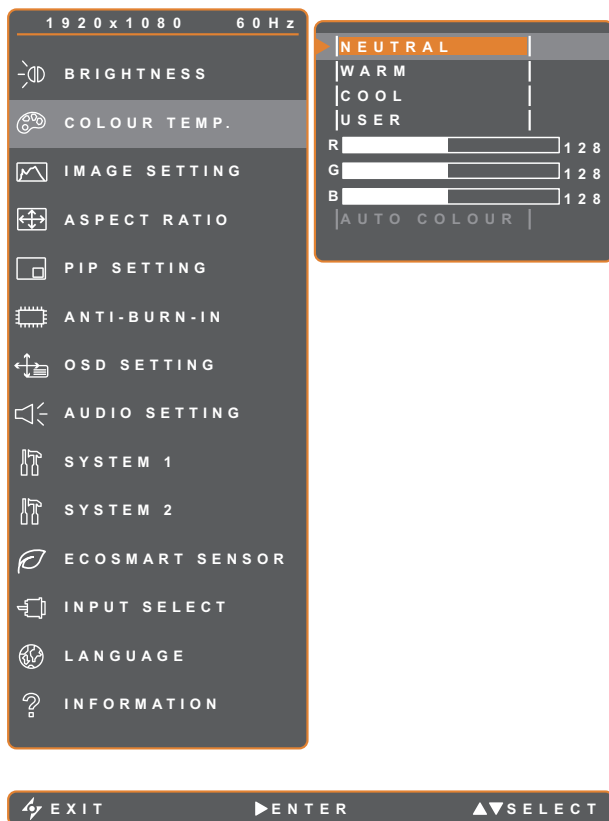 1920x1080 60Hz
BRIGHTNESS
COLOUR TEMP.
IMAGE SETTING
ASPECT RATIO
PIP SETTING
ANTI-BURN-IN
OSD SETTING
AUDIO SETTING
SYSTEM 1
SYSTEM 2
ECOSMART SENSOR
INPUT SELECT
LANGUAGE
INFORMATION
NEUTRAL
WARM
COOL
USER
R 128
G 128
B 128
AUTO COLOUR
EXIT ENTER SELECT